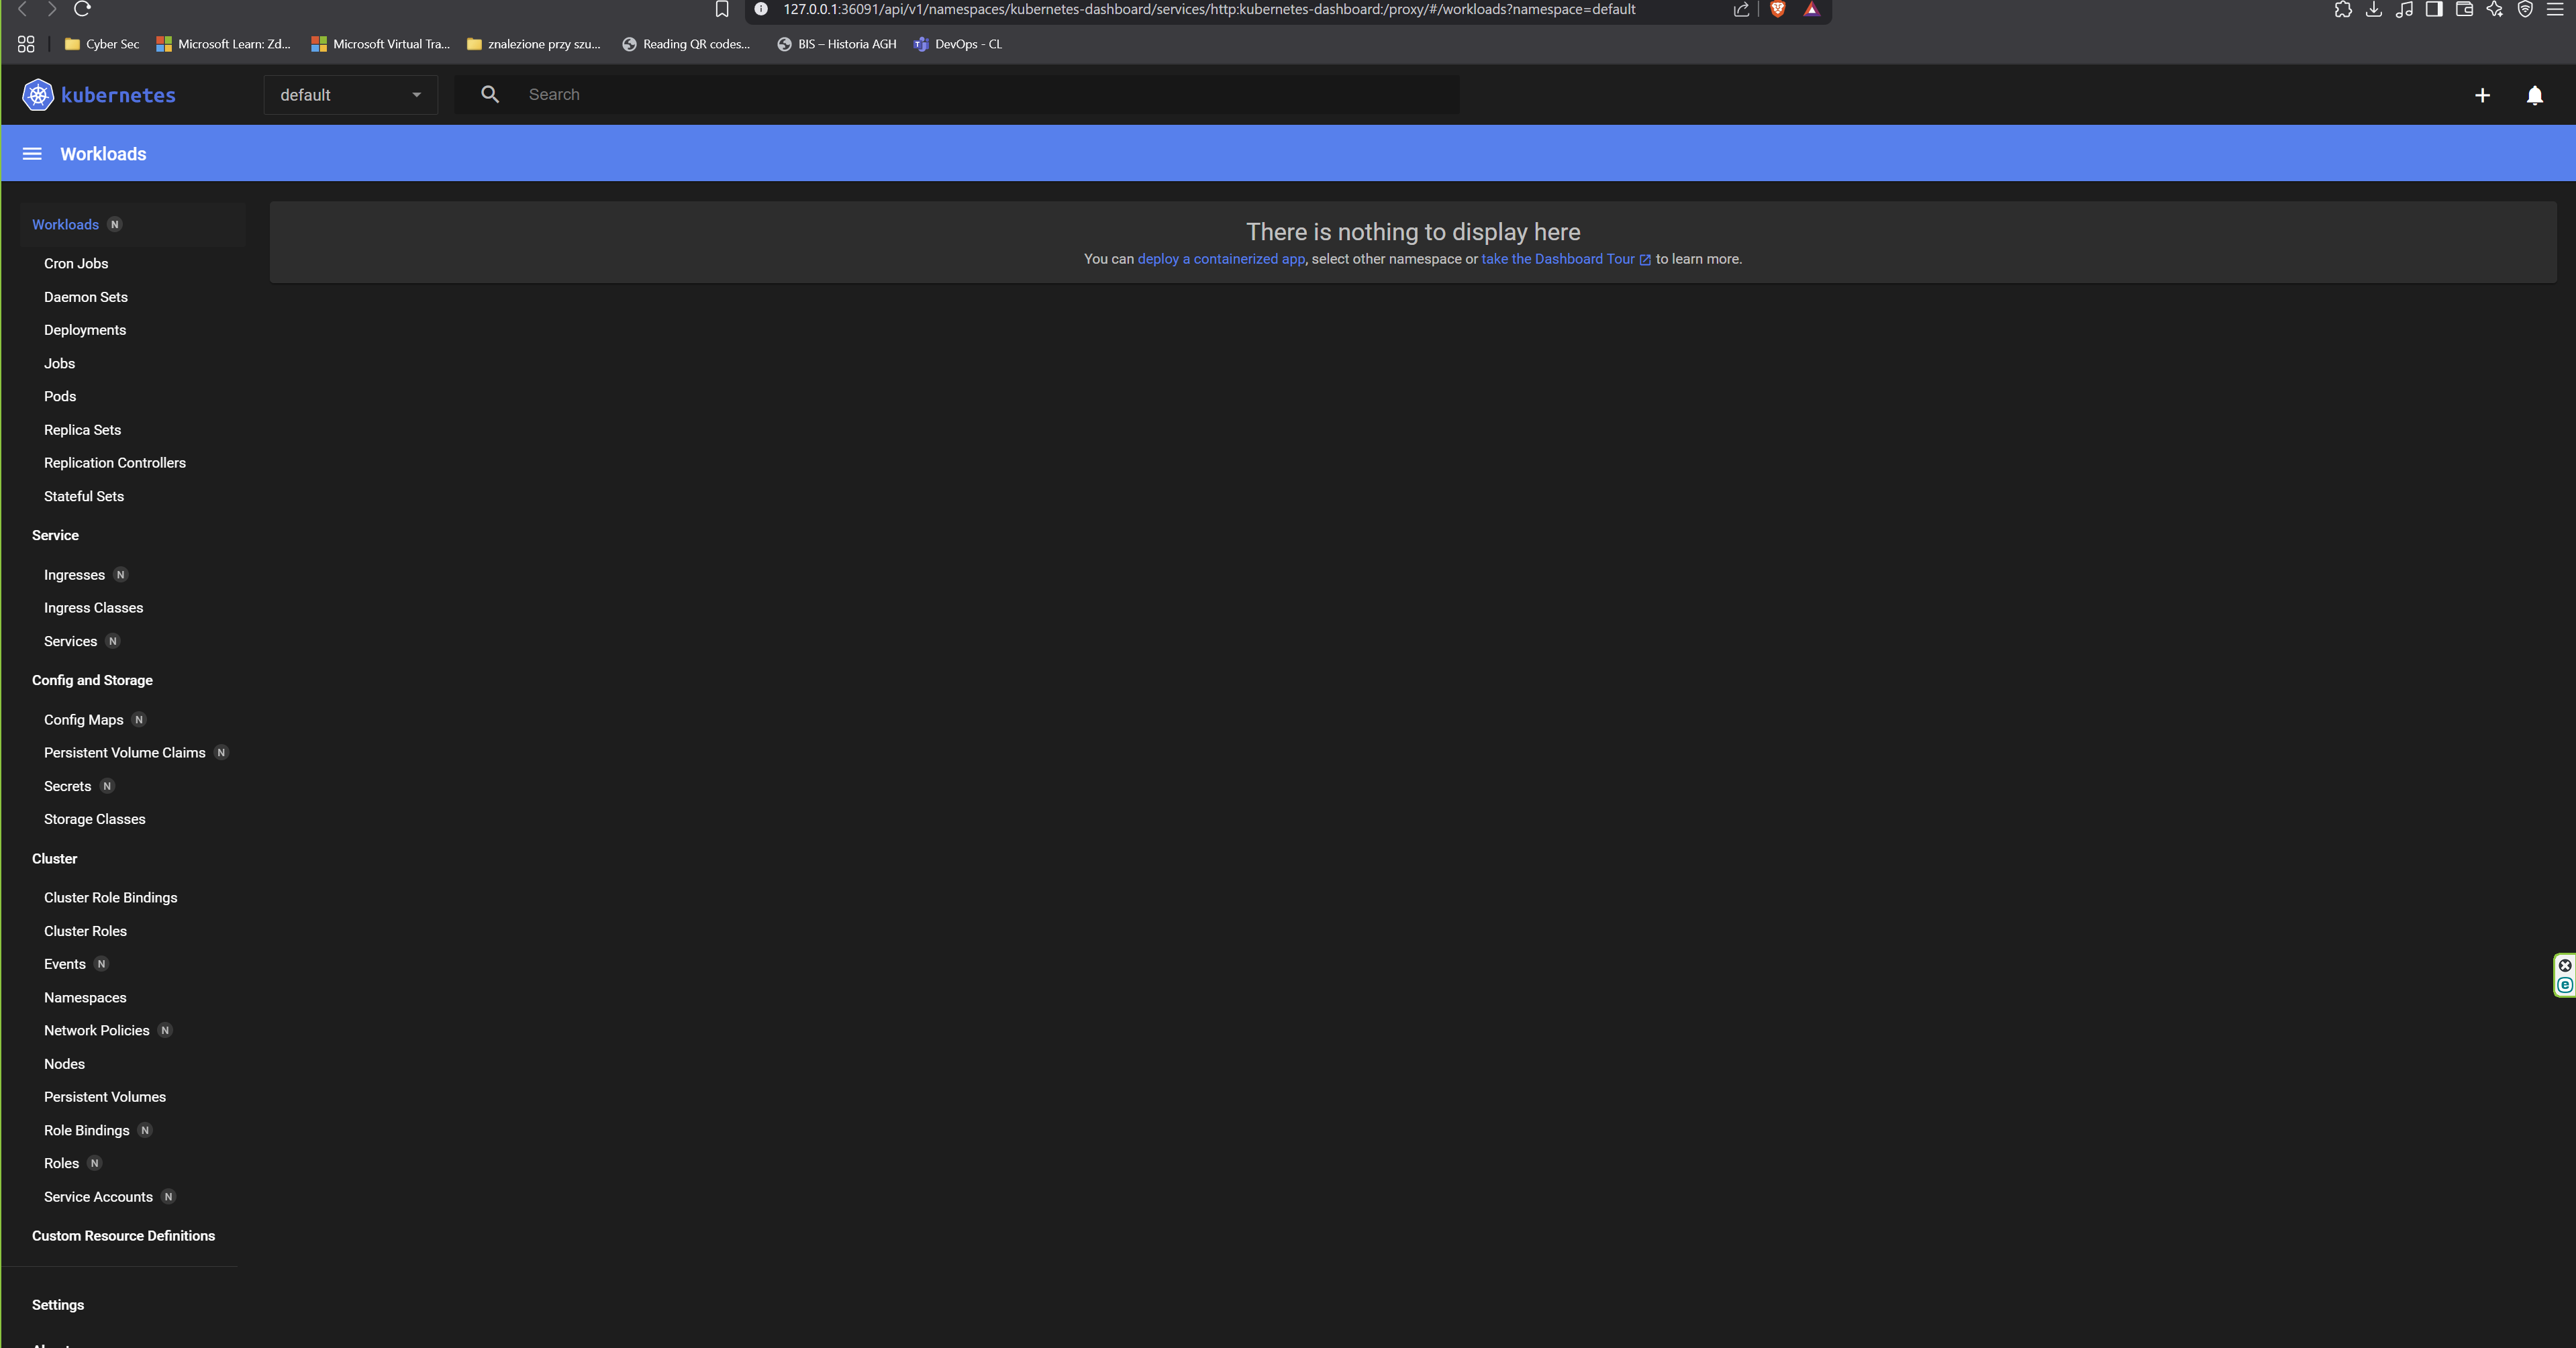 127.0.0.1:36091/api/v1/namespaces/kubernetes-dashboard/services/http:kubernetes-dashboard:/proxy/#/workloads?namespace=default
Cyber Sec Microsoft Learn: Zd... Microsoft Virtual Tra... znalezione przy szu... Reading QR codes... BIS – Historia AGH DevOps - CL
kubernetes default Search
Workloads
Workloads N
There is nothing to display here
You can deploy a containerized app, select other namespace or take the Dashboard Tour to learn more.
Cron Jobs
Daemon Sets
Deployments
Jobs
Pods
Replica Sets
Replication Controllers
Stateful Sets
Service
Ingresses N
Ingress Classes
Services N
Config and Storage
Config Maps N
Persistent Volume Claims N
Secrets N
Storage Classes
Cluster
Cluster Role Bindings
Cluster Roles
Events N
Namespaces
Network Policies N
Nodes
Persistent Volumes
Role Bindings N
Roles N
Service Accounts N
Custom Resource Definitions
Settings